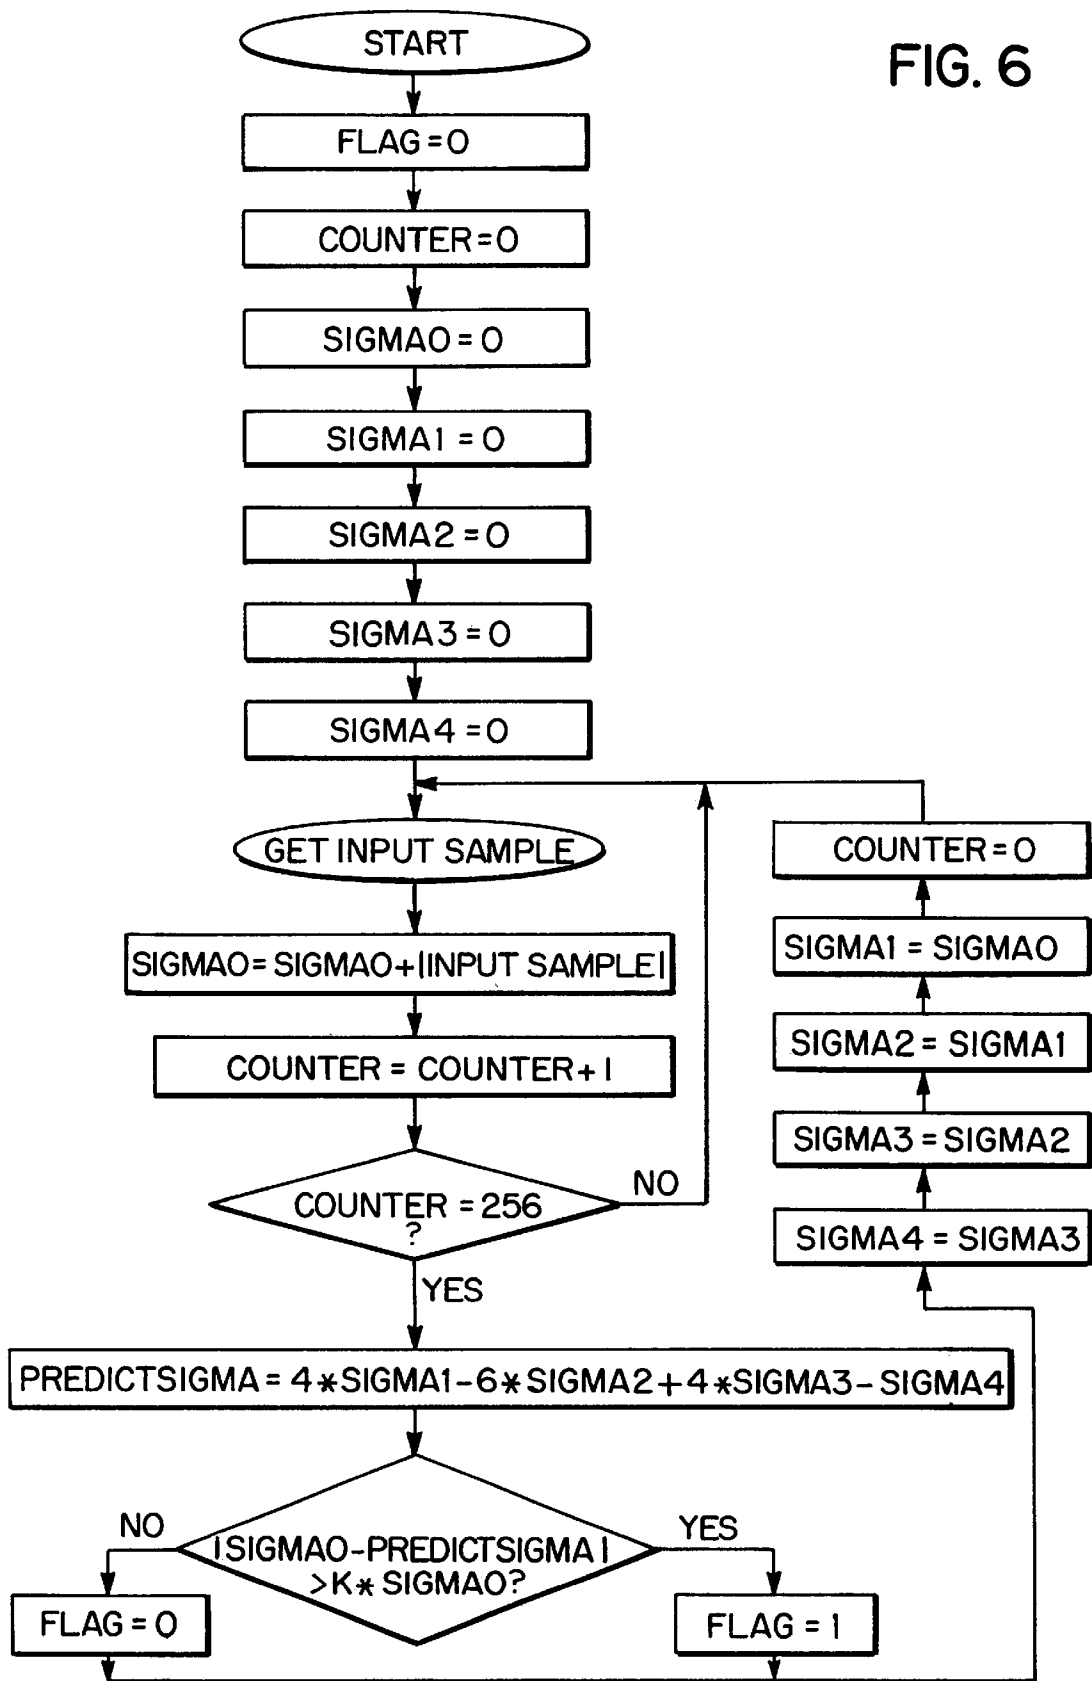 START
FIG. 6
FLAG=0
COUNTER=0
SIGMA0=0
SIGMA1=0
SIGMA2=0
SIGMA3=0
SIGMA4=0
GET INPUT SAMPLE
SIGMA0=SIGMA0+|INPUT SAMPLE|
COUNTER = COUNTER+1
COUNTER =256
?
NO
YES
PREDICTSIGMA=4*SIGMA1-6*SIGMA2+4*SIGMA3-SIGMA4
|SIGMA0-PREDICTSIGMA|
>K* SIGMA0?
NO
YES
FLAG=0
FLAG=1
SIGMA4=SIGMA3
SIGMA3=SIGMA2
SIGMA2=SIGMA1
SIGMA1=SIGMA0
COUNTER=0